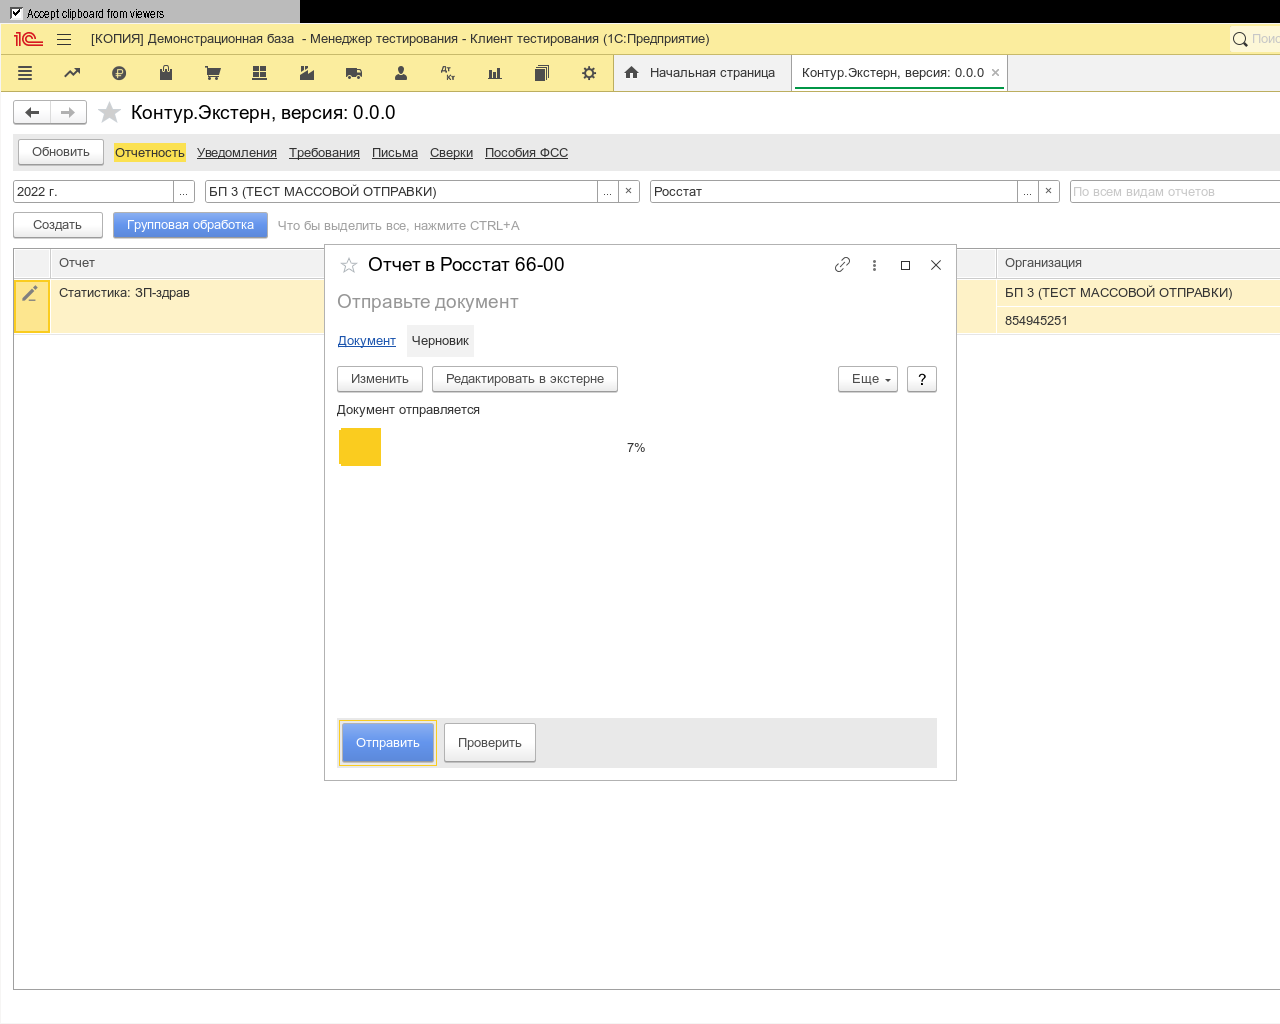 Accept clipboard from viewers
[КОПИЯ] Демонстрационная база - Менеджер тестирования - Клиент тестирования (1С:Предприятие)
Начальная страница
Контур.Экстерн, версия: 0.0.0
Контур.Экстерн, версия: 0.0.0
Обновить Отчетность Уведомления Требования Письма Сверки Пособия ФСС
2022 г. ... БП 3 (ТЕСТ МАССОВОЙ ОТПРАВКИ) ... × Росстат ... × По всем видам отчетов
Создать Групповая обработка Что бы выделить все, нажмите CTRL+A
Отчет Организация
Статистика: ЗП-здрав БП 3 (ТЕСТ МАССОВОЙ ОТПРАВКИ)
854945251
Отчет в Росстат 66-00
Отправьте документ
Документ Черновик
Изменить Редактировать в экстерне Еще ?
Документ отправляется
7%
Отправить Проверить